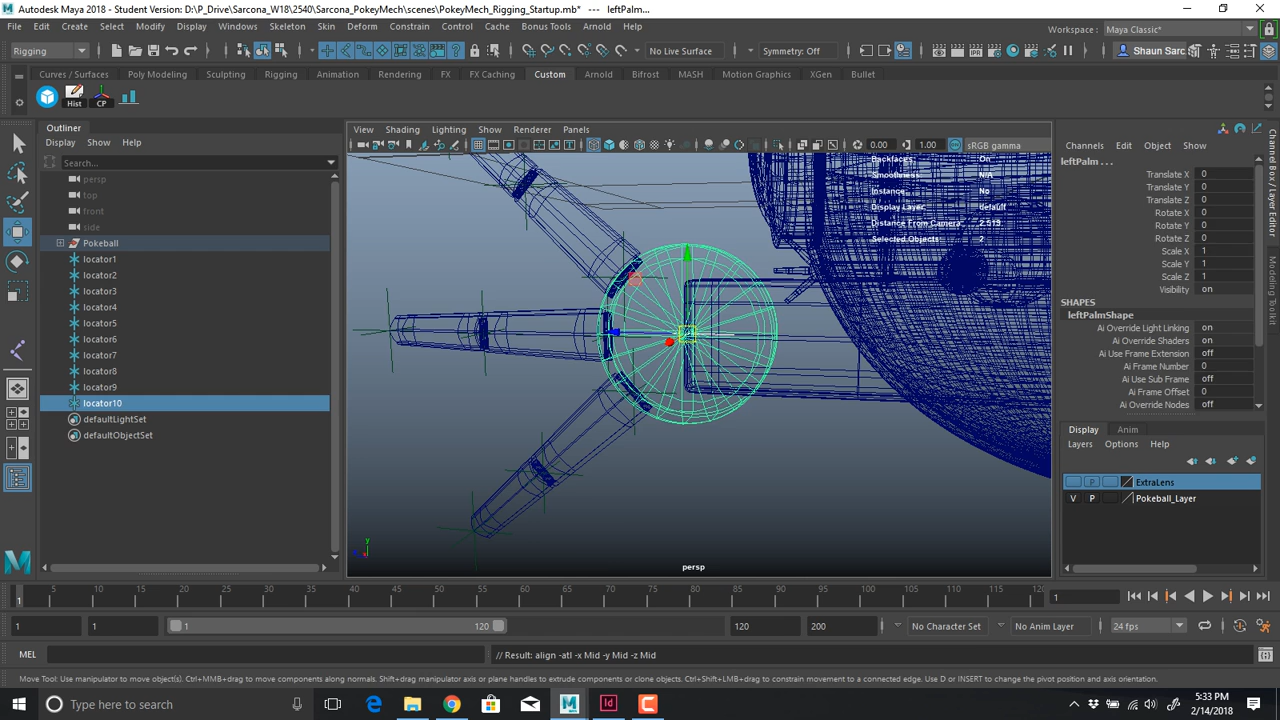 Autodesk Maya 2018 - Student Version: D:\P_Drive\Sarcona_W18\2540\Sarcona_PokeyMech\scenes\PokeyMech_Rigging_Startup.mb* --- leftPalm...
File Edit Create Select Modify Display Windows Skeleton Skin Deform Constrain Control Cache Bonus Tools Arnold Help
Workspace: Maya Classic*
Rigging
No Live Surface
Symmetry: Off
Shaun Sarc
Curves / Surfaces Poly Modeling Sculpting Rigging Animation Rendering FX FX Caching Custom Arnold Bifrost MASH Motion Graphics XGen Bullet
Hist CP
Outliner
Display Show Help
Search...
persp
top
front
side
Pokeball
locator1
locator2
locator3
locator4
locator5
locator6
locator7
locator8
locator9
locator10
defaultLightSet
defaultObjectSet
View Shading Lighting Show Renderer Panels
0.00 1.00 sRGB gamma
Backfaces: On
Smoothness: N/A
Instance: No
Display Layer: default
Distance From Camera: 2.519
Selected Objects: 2
y
persp
Channels Edit Object Show
leftPalm . . .
Translate X 0
Translate Y 0
Translate Z 0
Rotate X 0
Rotate Y 0
Rotate Z 0
Scale X 1
Scale Y 1
Scale Z 1
Visibility on
SHAPES
leftPalmShape
Ai Override Light Linking on
Ai Override Shaders on
Ai Use Frame Extension off
Ai Frame Number 0
Ai Use Sub Frame off
Ai Frame Offset 0
Ai Override Nodes off
Display Anim
Layers Options Help
P ExtraLens
V P Pokeball_Layer
Channel Box / Layer Editor
Modeling Toolkit
1 5 10 15 20 25 30 35 40 45 50 55 60 65 70 75 80 85 90 95 100 105 110 115 120
1
1 1 1 120 120 200 No Character Set No Anim Layer 24 fps
MEL // Result: align -atl -x Mid -y Mid -z Mid
Move Tool: Use manipulator to move object(s). Ctrl+MMB+drag to move components along normals. Shift+drag manipulator axis or plane handles to extrude components or clone objects. Ctrl+Shift+LMB+drag to constrain movement to a connected edge. Use D or INSERT to change the pivot position and axis orientation.
Type here to search
5:33 PM
2/14/2018